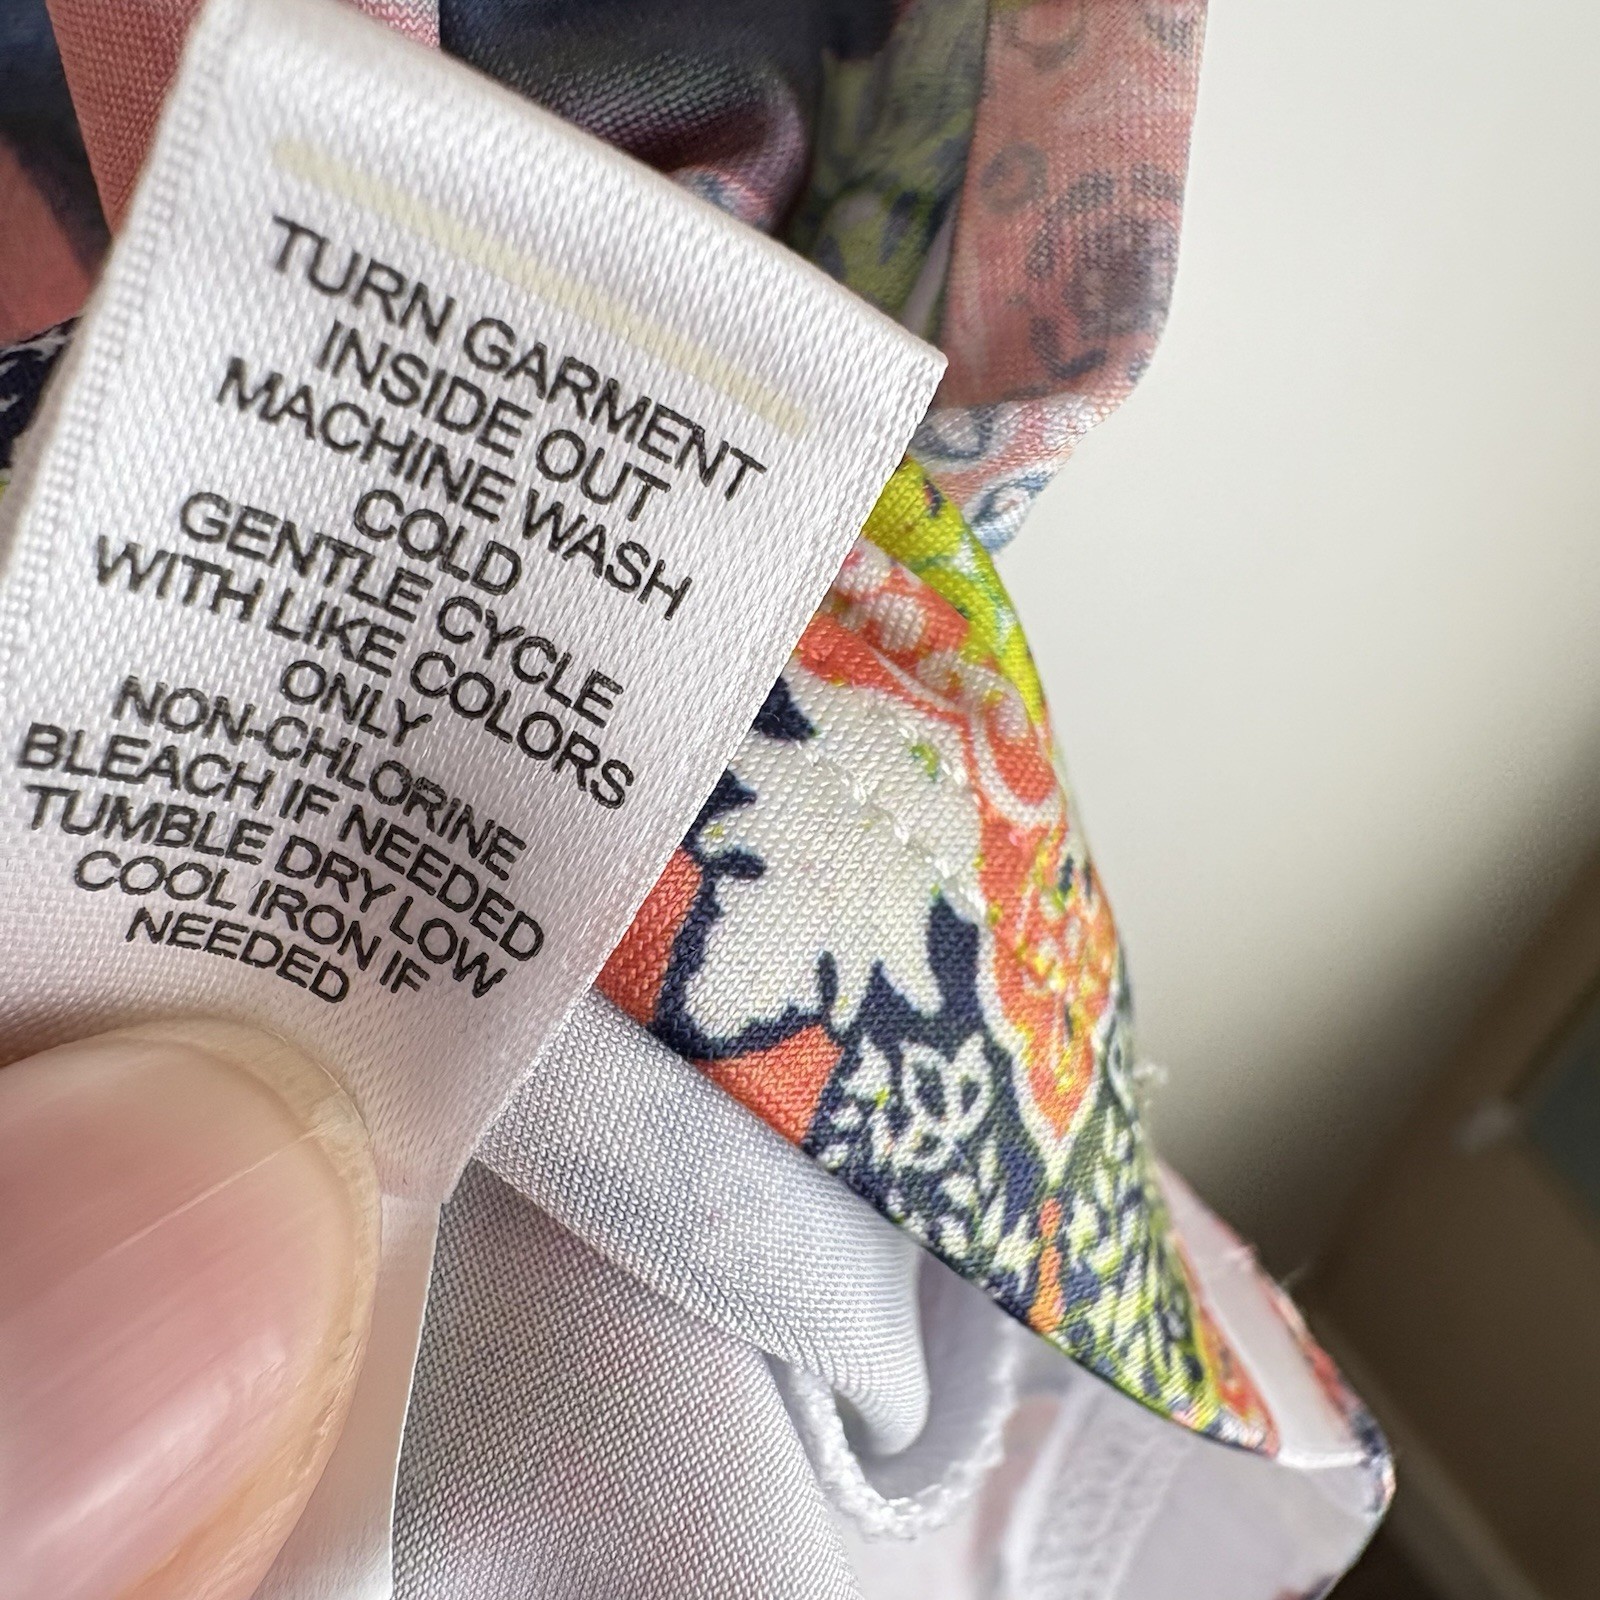 TURN GARMENT
INSIDE OUT
MACHINE WASH
COLD
GENTLE CYCLE
WITH LIKE COLORS
ONLY
NON-CHLORINE
BLEACH IF NEEDED
TUMBLE DRY LOW
COOL IRON IF
NEEDED